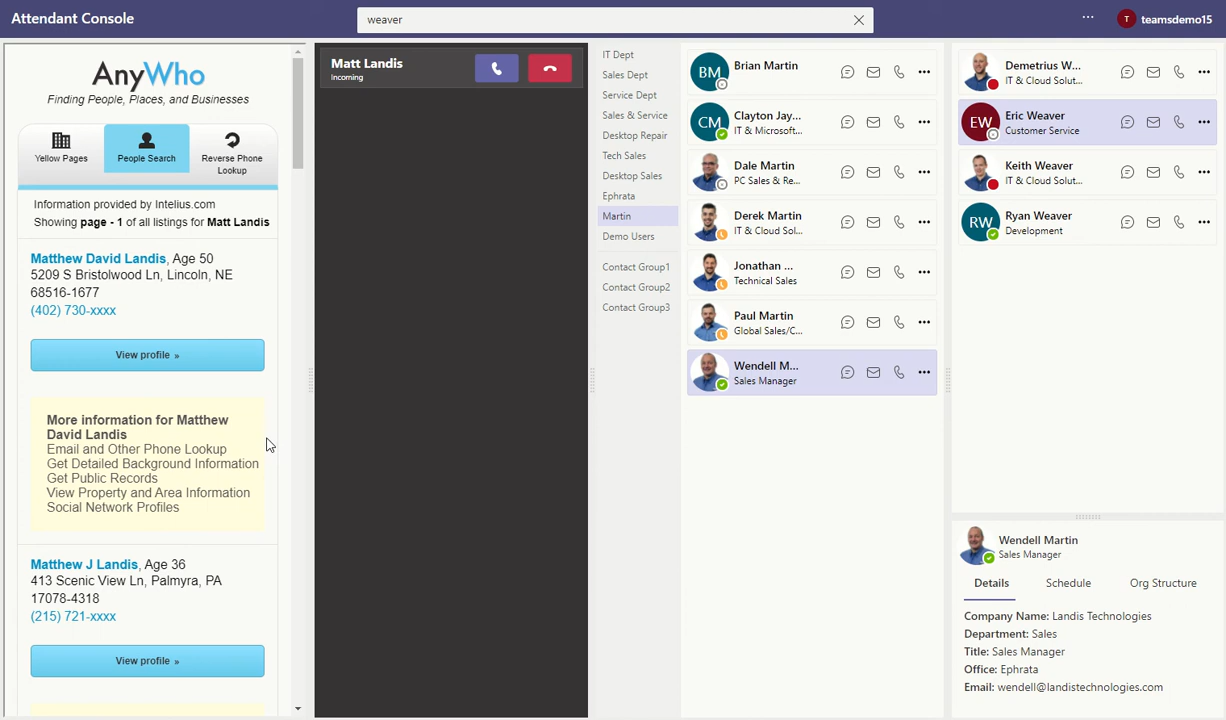 Attendant Console
weaver
...
T
teamsdemo15
AnyWho
Finding People, Places, and Businesses
Yellow Pages
People Search
Reverse Phone
Lookup
Information provided by Intelius.com
Showing page - 1 of all listings for Matt Landis
Matthew David Landis, Age 50
5209 S Bristolwood Ln, Lincoln, NE
68516-1677
(402) 730-xxxx
View profile »
More information for Matthew
David Landis
Email and Other Phone Lookup
Get Detailed Background Information
Get Public Records
View Property and Area Information
Social Network Profiles
Matthew J Landis, Age 36
413 Scenic View Ln, Palmyra, PA
17078-4318
(215) 721-xxxx
View profile »
Matt Landis
Incoming
IT Dept
Sales Dept
Service Dept
Sales & Service
Desktop Repair
Tech Sales
Desktop Sales
Ephrata
Martin
Demo Users
Contact Group1
Contact Group2
Contact Group3
BM
Brian Martin
CM
Clayton Jay...
IT & Microsoft...
Dale Martin
PC Sales & Re...
Derek Martin
IT & Cloud Sol...
Jonathan ...
Technical Sales
Paul Martin
Global Sales/C...
Wendell M...
Sales Manager
Demetrius W...
IT & Cloud Solut...
EW
Eric Weaver
Customer Service
Keith Weaver
IT & Cloud Solut...
RW
Ryan Weaver
Development
Wendell Martin
Sales Manager
Details
Schedule
Org Structure
Company Name: Landis Technologies
Department: Sales
Title: Sales Manager
Office: Ephrata
Email: wendell@landistechnologies.com